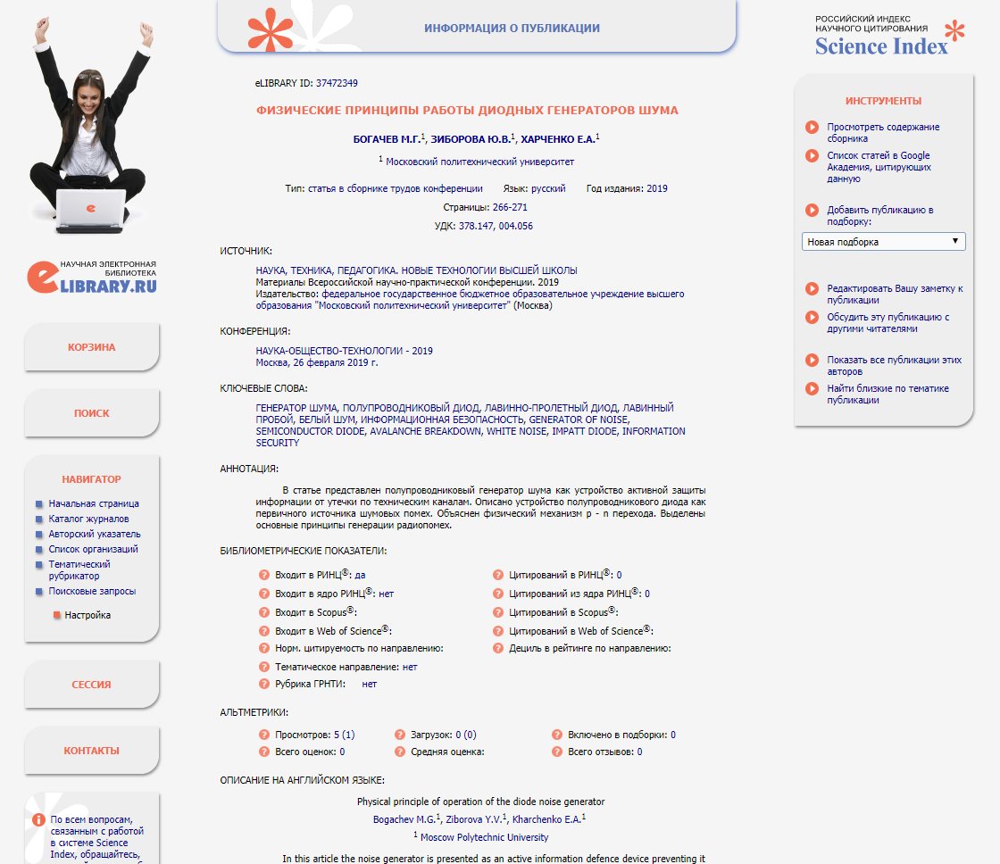 ИНФОРМАЦИЯ О ПУБЛИКАЦИИ
eLIBRARY ID: 37472349
ФИЗИЧЕСКИЕ ПРИНЦИПЫ РАБОТЫ ДИОДНЫХ ГЕНЕРАТОРОВ ШУМА
БОГАЧЕВ М.Г.1, ЗИБОРОВА Ю.В.1, ХАРЧЕНКО Е.А.1
1 Московский политехнический университет
Тип: статья в сборнике трудов конференции Язык: русский Год издания: 2019
Страницы: 266-271
УДК: 378.147, 004.056
ИСТОЧНИК:
НАУКА, ТЕХНИКА, ПЕДАГОГИКА. НОВЫЕ ТЕХНОЛОГИИ ВЫСШЕЙ ШКОЛЫ
Материалы Всероссийской научно-практической конференции. 2019
Издательство: федеральное государственное бюджетное образовательное учреждение высшего
образования "Московский политехнический университет" (Москва)
КОНФЕРЕНЦИЯ:
НАУКА-ОБЩЕСТВО-ТЕХНОЛОГИИ - 2019
Москва, 26 февраля 2019 г.
КЛЮЧЕВЫЕ СЛОВА:
ГЕНЕРАТОР ШУМА, ПОЛУПРОВОДНИКОВЫЙ ДИОД, ЛАВИННО-ПРОЛЕТНЫЙ ДИОД, ЛАВИННЫЙ
ПРОБОЙ, БЕЛЫЙ ШУМ, ИНФОРМАЦИОННАЯ БЕЗОПАСНОСТЬ, GENERATOR OF NOISE,
SEMICONDUCTOR DIODE, AVALANCHE BREAKDOWN, WHITE NOISE, IMPATT DIODE, INFORMATION
SECURITY
АННОТАЦИЯ:
В статье представлен полупроводниковый генератор шума как устройство активной защиты
информации от утечки по техническим каналам. Описано устройство полупроводникового диода как
первичного источника шумовых помех. Объяснен физический механизм p - n перехода. Выделены
основные принципы генерации радиопомех.
БИБЛИОМЕТРИЧЕСКИЕ ПОКАЗАТЕЛИ:
Входит в РИНЦ®: да Цитирований в РИНЦ®: 0
Входит в ядро РИНЦ®: нет Цитирований из ядра РИНЦ®: 0
Входит в Scopus®: Цитирований в Scopus®:
Входит в Web of Science®: Цитирований в Web of Science®:
Норм. цитируемость по направлению: Дециль в рейтинге по направлению:
Тематическое направление: нет
Рубрика ГРНТИ: нет
АЛЬТМЕТРИКИ:
Просмотров: 5 (1) Загрузок: 0 (0) Включено в подборки: 0
Всего оценок: 0 Средняя оценка: Всего отзывов: 0
ОПИСАНИЕ НА АНГЛИЙСКОМ ЯЗЫКЕ:
Physical principle of operation of the diode noise generator
Bogachev M.G.1, Ziborova Y.V.1, Kharchenko E.A.1
1 Moscow Polytechnic University
In this article the noise generator is presented as an active information defence device preventing it
НАУЧНАЯ ЭЛЕКТРОННАЯ
БИБЛИОТЕКА
eLIBRARY.RU
КОРЗИНА
ПОИСК
НАВИГАТОР
Начальная страница
Каталог журналов
Авторский указатель
Список организаций
Тематический
рубрикатор
Поисковые запросы
Настройка
СЕССИЯ
КОНТАКТЫ
По всем вопросам,
связанным с работой
в системе Science
Index, обращайтесь,
РОССИЙСКИЙ ИНДЕКС
НАУЧНОГО ЦИТИРОВАНИЯ
Science Index
ИНСТРУМЕНТЫ
Просмотреть содержание
сборника
Список статей в Google
Академия, цитирующих
данную
Добавить публикацию в
подборку:
Новая подборка
Редактировать Вашу заметку к
публикации
Обсудить эту публикацию с
другими читателями
Показать все публикации этих
авторов
Найти близкие по тематике
публикации